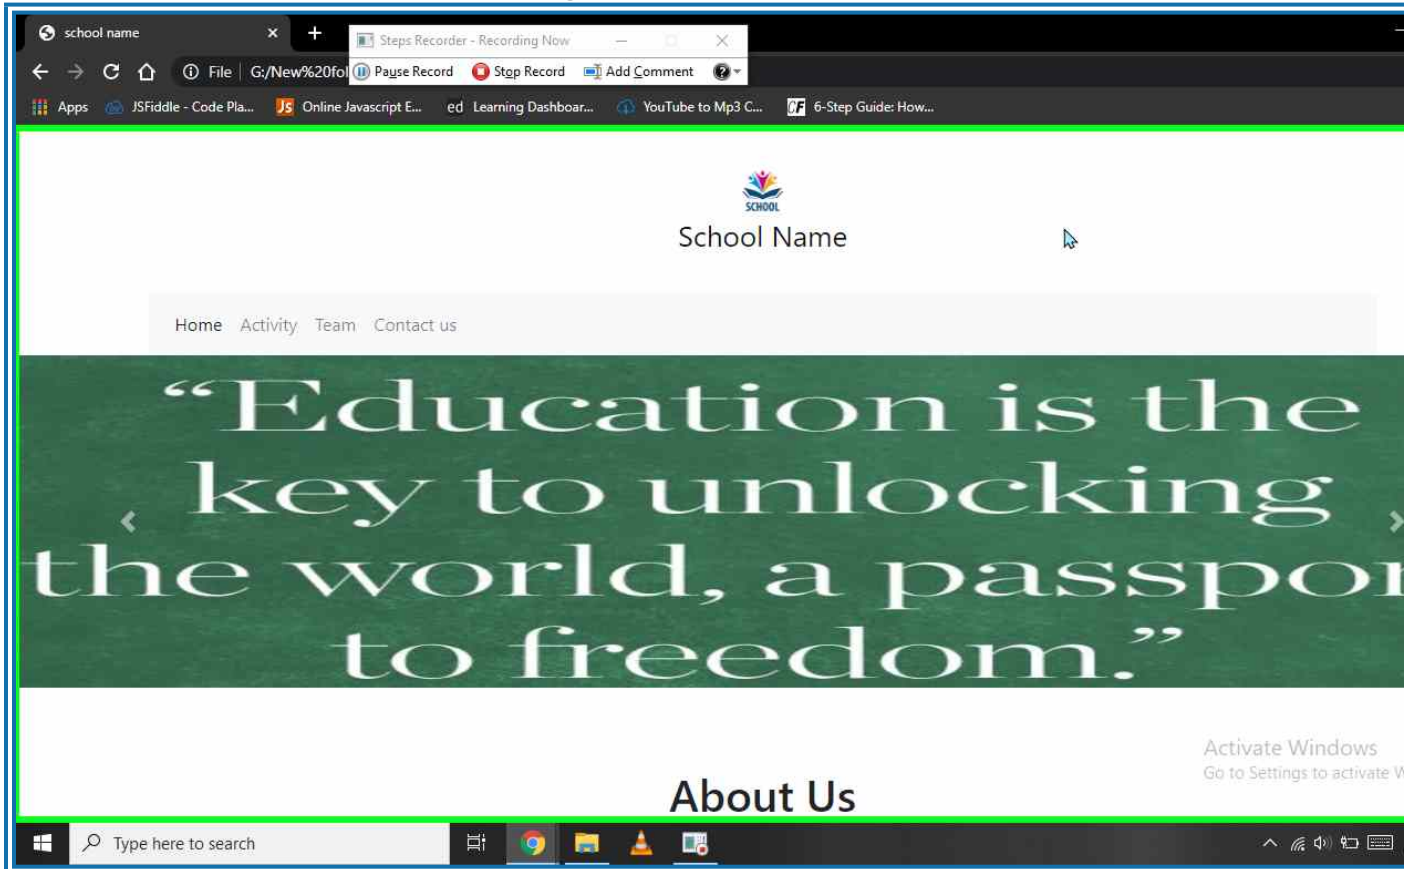 school name
Steps Recorder - Recording Now
File
G:/New%20fol
Pause Record
Stop Record
Add Comment
Apps
JSFiddle - Code Pla...
JS
Online Javascript E...
ed
Learning Dashboar...
YouTube to Mp3 C...
CF
6-Step Guide: How...
SCHOOL
School Name
Home
Activity
Team
Contact us
“Education is the
key to unlocking
the world, a passpor
to freedom.”
Activate Windows
Go to Settings to activate W
About Us
Type here to search